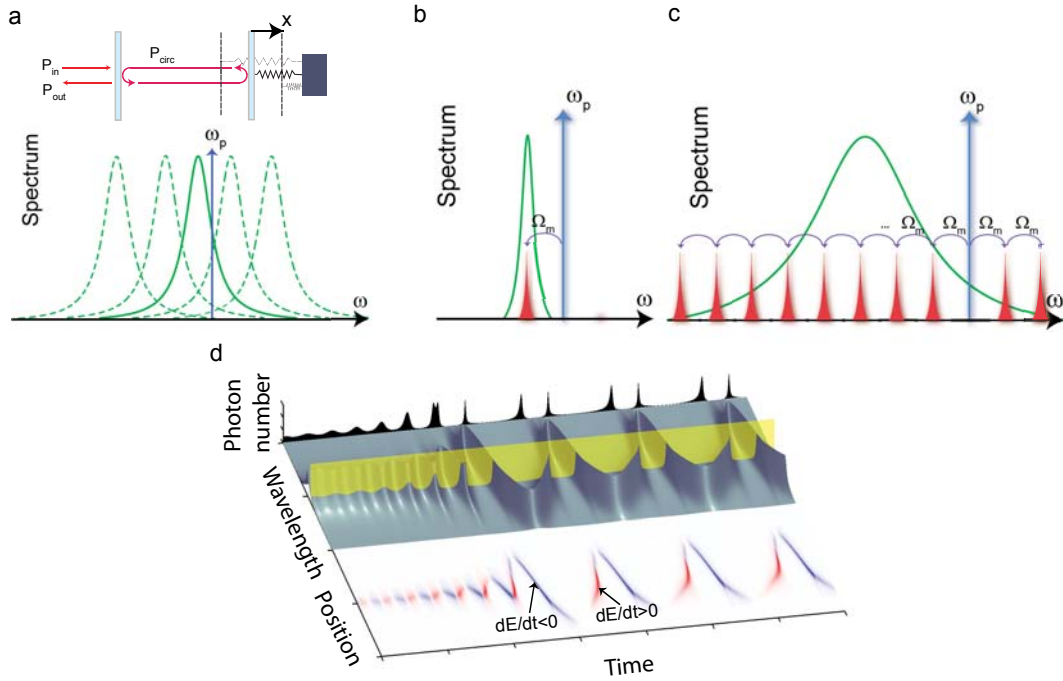 a
x
P_in
P_circ
P_out
Spectrum
ω_p
ω
b
Spectrum
ω_p
Ω_m
ω
c
Spectrum
ω_p
... Ω_m Ω_m Ω_m Ω_m
ω
d
Photon
number
Wavelength
Position
dE/dt<0
dE/dt>0
Time